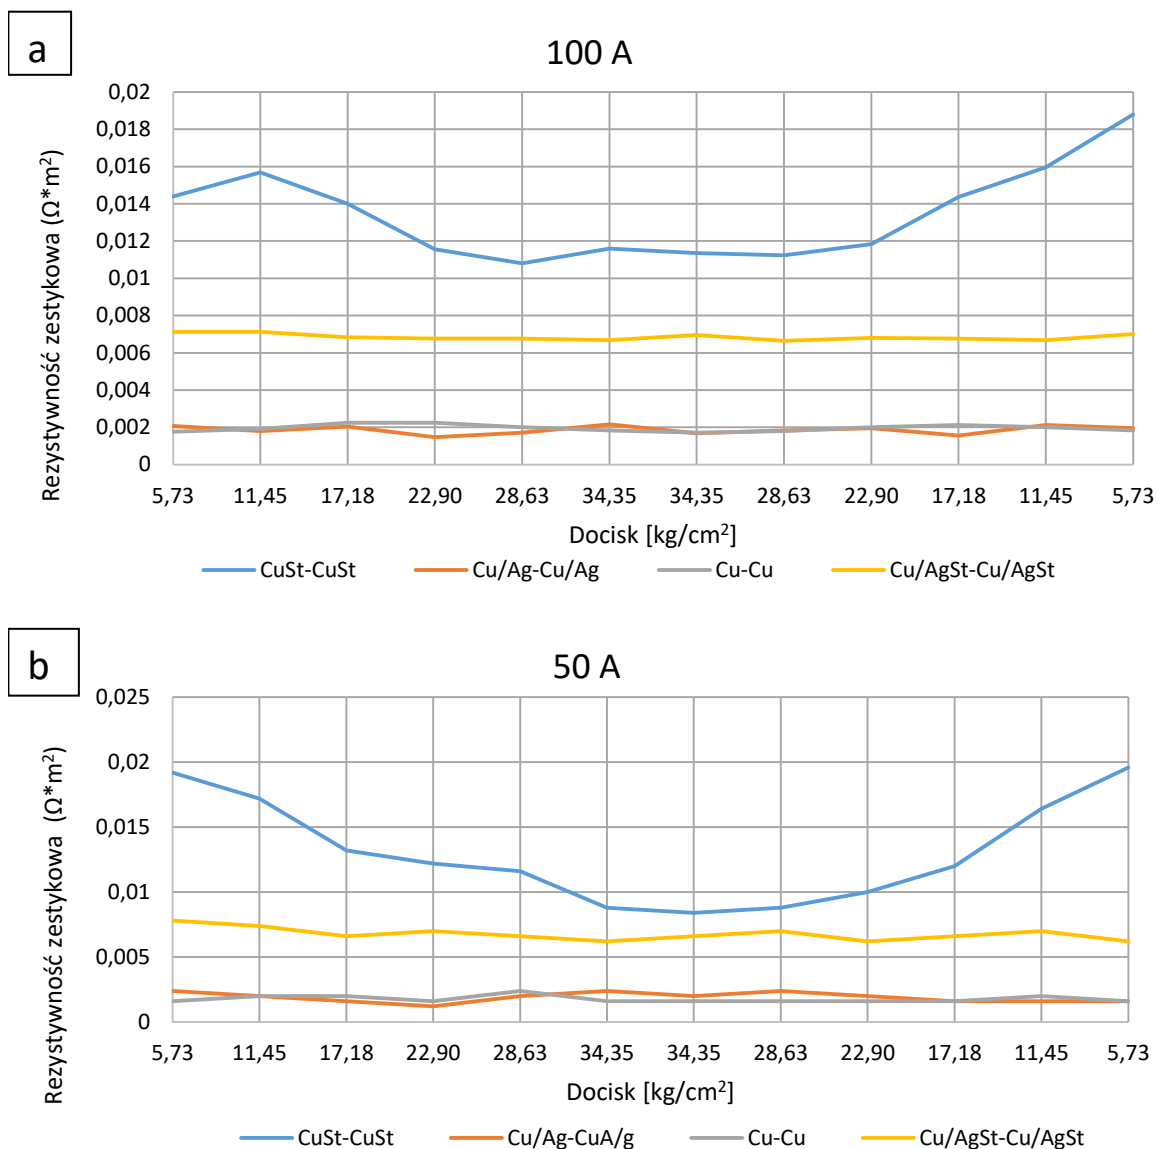 a
100 A
0,02
0,018
0,016
0,014
0,012
0,01
0,008
0,006
0,004
0,002
0
Rezystywność zestykowa (Ω*m²)
5,73 11,45 17,18 22,90 28,63 34,35 34,35 28,63 22,90 17,18 11,45 5,73
Docisk [kg/cm²]
CuSt-CuSt Cu/Ag-Cu/Ag Cu-Cu Cu/AgSt-Cu/AgSt
b
50 A
0,025
0,02
0,015
0,01
0,005
0
Rezystywność zestykowa (Ω*m²)
5,73 11,45 17,18 22,90 28,63 34,35 34,35 28,63 22,90 17,18 11,45 5,73
Docisk [kg/cm²]
CuSt-CuSt Cu/Ag-CuA/g Cu-Cu Cu/AgSt-Cu/AgSt